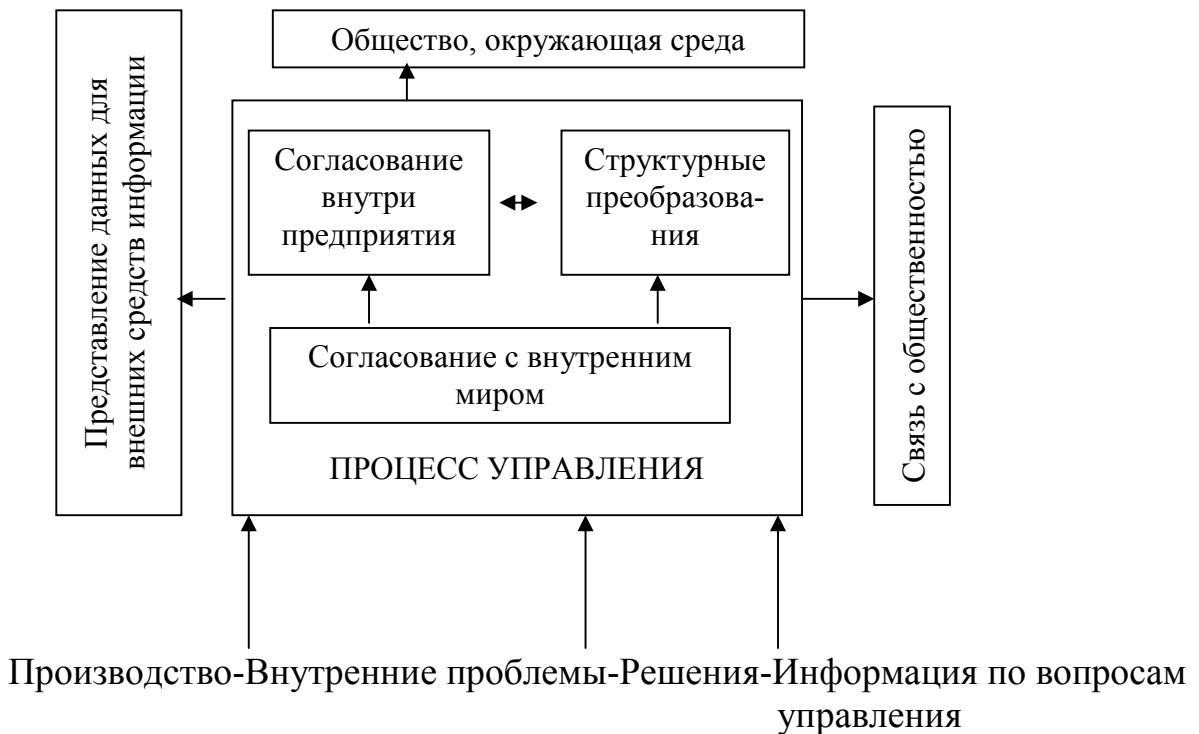 Общество, окружающая среда
Представление данных для
внешних средств информации
Согласование
внутри
предприятия
Структурные
преобразова-
ния
Согласование с внутренним
миром
ПРОЦЕСС УПРАВЛЕНИЯ
Связь с общественностью
Производство-Внутренние проблемы-Решения-Информация по вопросам
управления